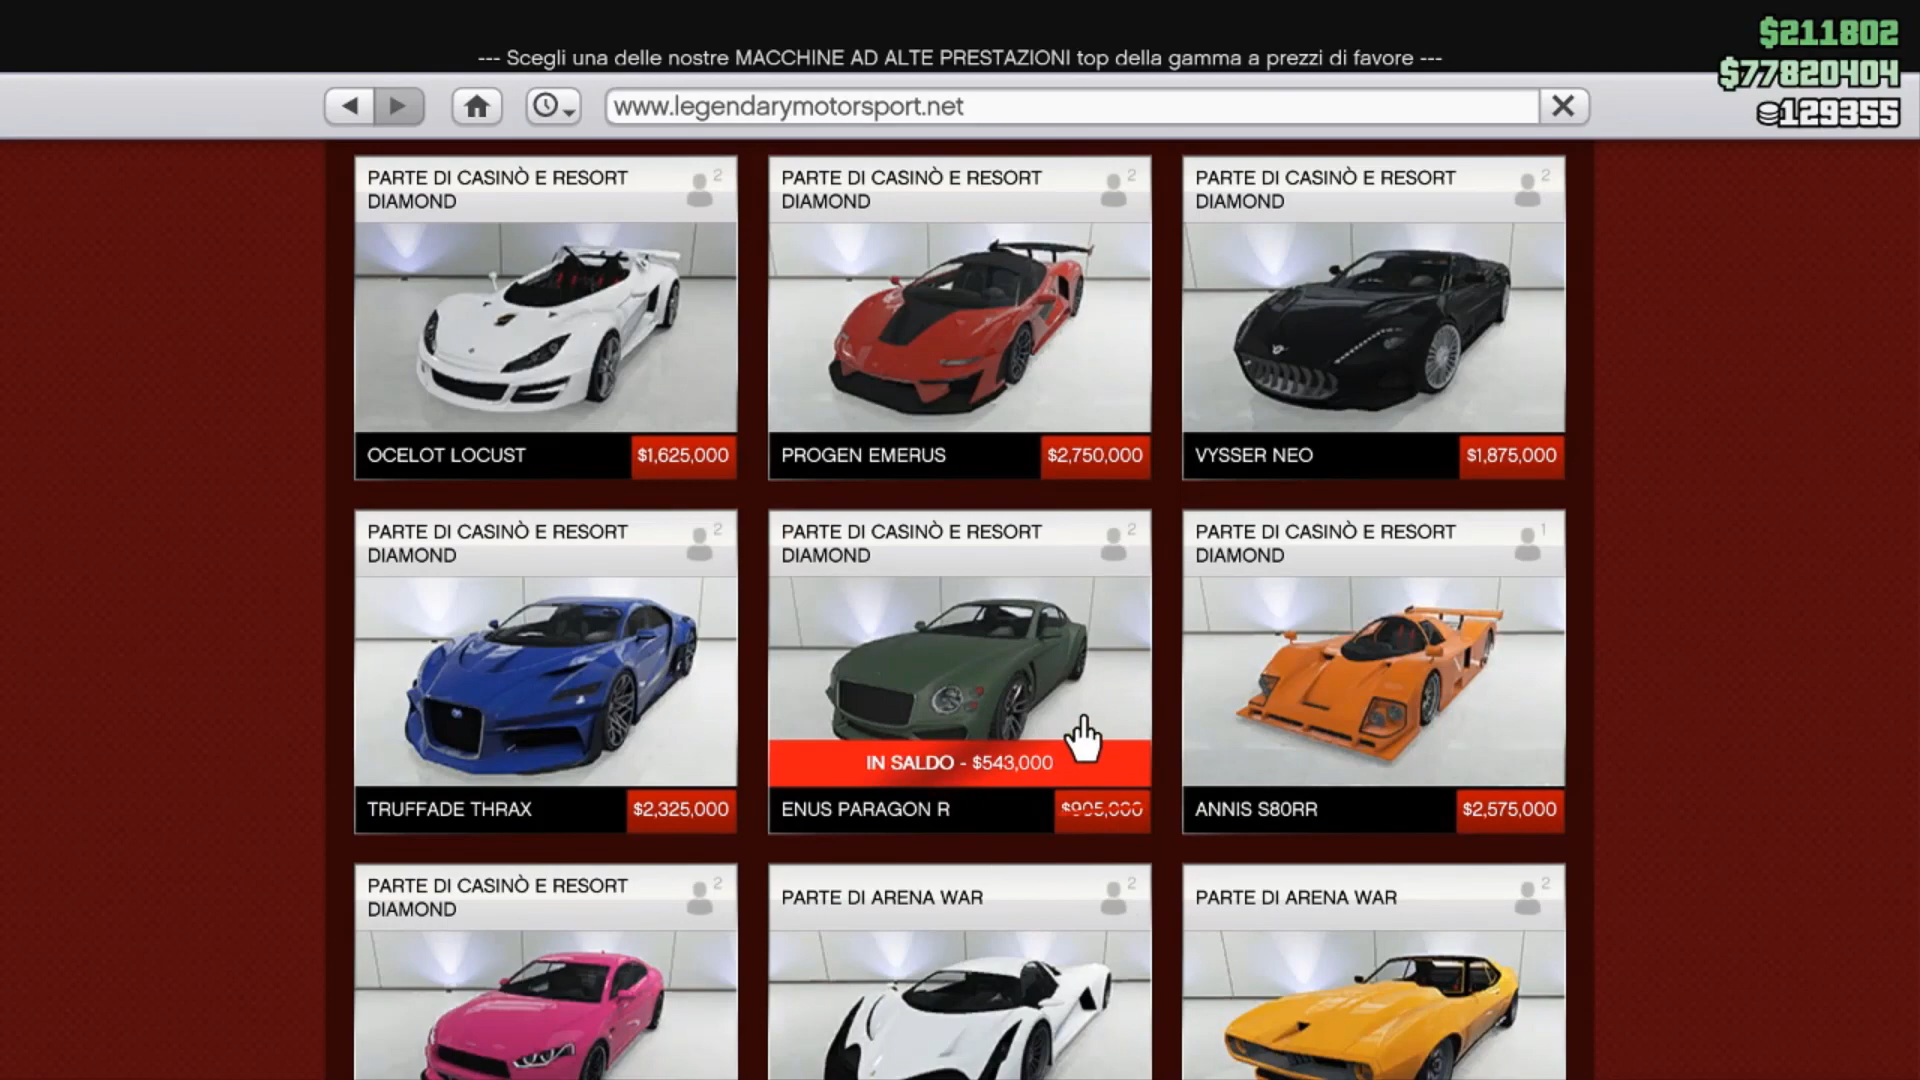 $211802
--- Scegli una delle nostre MACCHINE AD ALTE PRESTAZIONI top della gamma a prezzi di favore ---
$77820404
www.legendarymotorsport.net
129355
PARTE DI CASINÒ E RESORT
DIAMOND
2
OCELOT LOCUST
$1,625,000
PARTE DI CASINÒ E RESORT
DIAMOND
2
PROGEN EMERUS
$2,750,000
PARTE DI CASINÒ E RESORT
DIAMOND
2
VYSSER NEO
$1,875,000
PARTE DI CASINÒ E RESORT
DIAMOND
2
TRUFFADE THRAX
$2,325,000
PARTE DI CASINÒ E RESORT
DIAMOND
2
IN SALDO - $543,000
ENUS PARAGON R
$905,000
PARTE DI CASINÒ E RESORT
DIAMOND
1
ANNIS S80RR
$2,575,000
PARTE DI CASINÒ E RESORT
DIAMOND
2
PARTE DI ARENA WAR
2
PARTE DI ARENA WAR
2